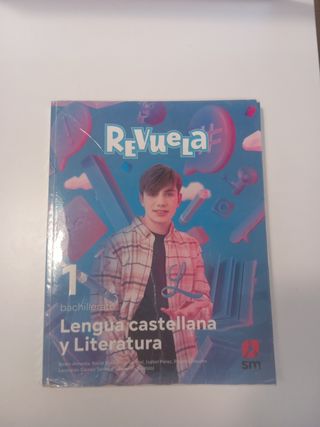 REVUELA
1
bachillerato
Lengua castellana
y Literatura
sm